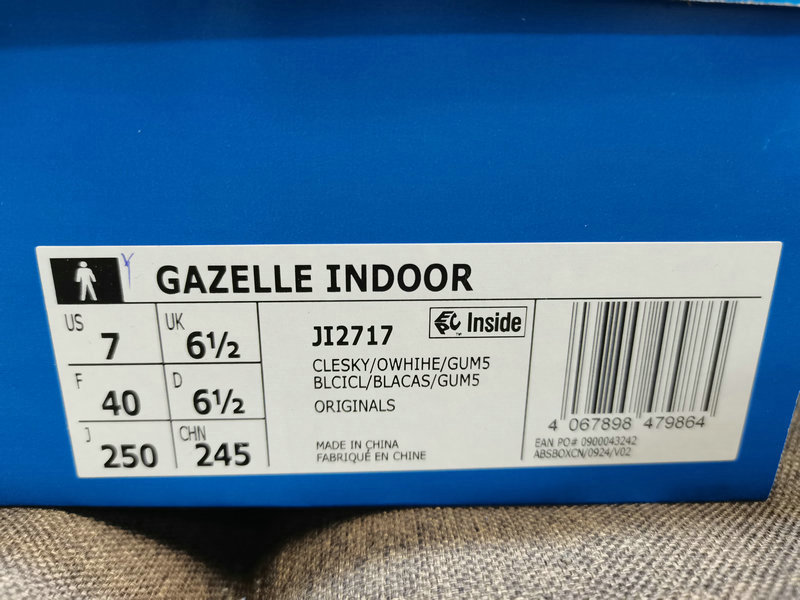 GAZELLE INDOOR
US 7 UK 6½
F 40 D 6½
J 250 CHN 245
JI2717 Inside
CLESKY/OWHIHE/GUM5
BLCICL/BLACAS/GUM5
ORIGINALS
MADE IN CHINA
FABRIQUÉ EN CHINE
4 067898 479864
EAN PO# 0900043242
ABSBOXCN/0924/V02